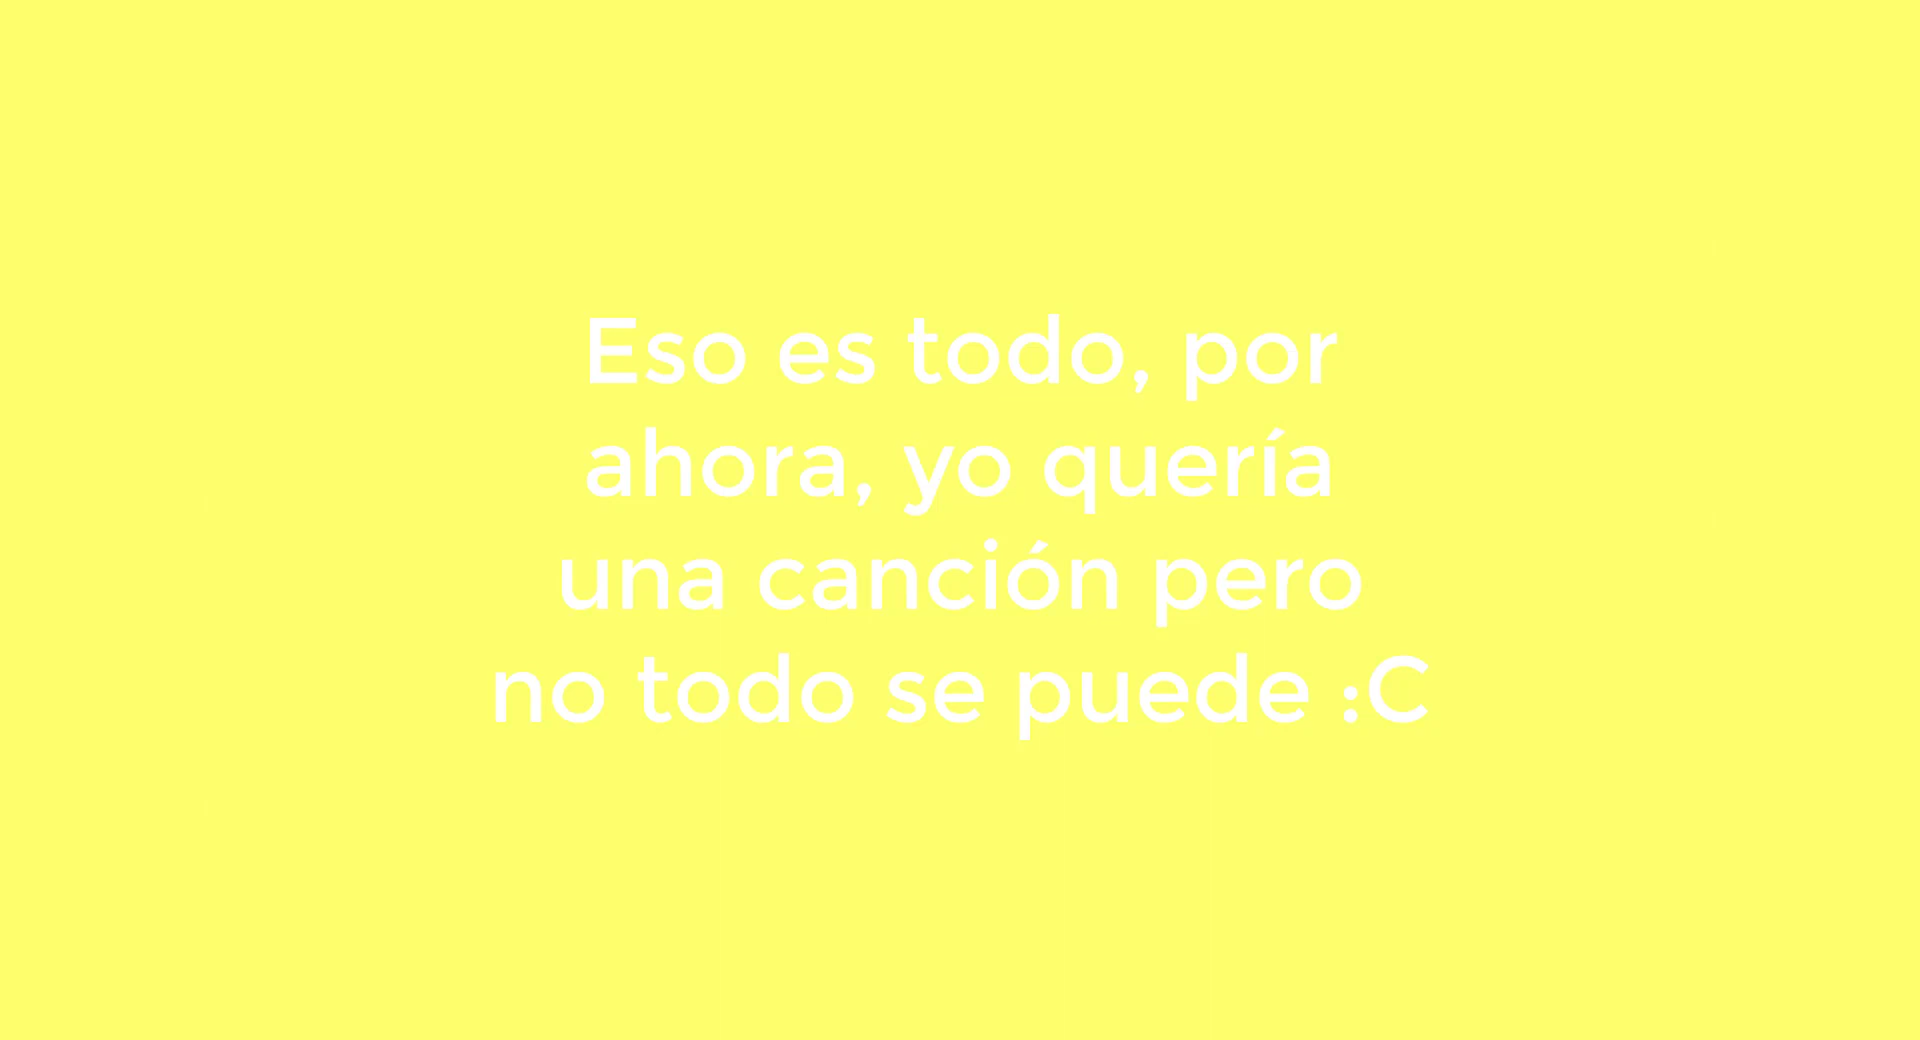 Eso es todo, por
ahora, yo quería
una canción pero
no todo se puede :C